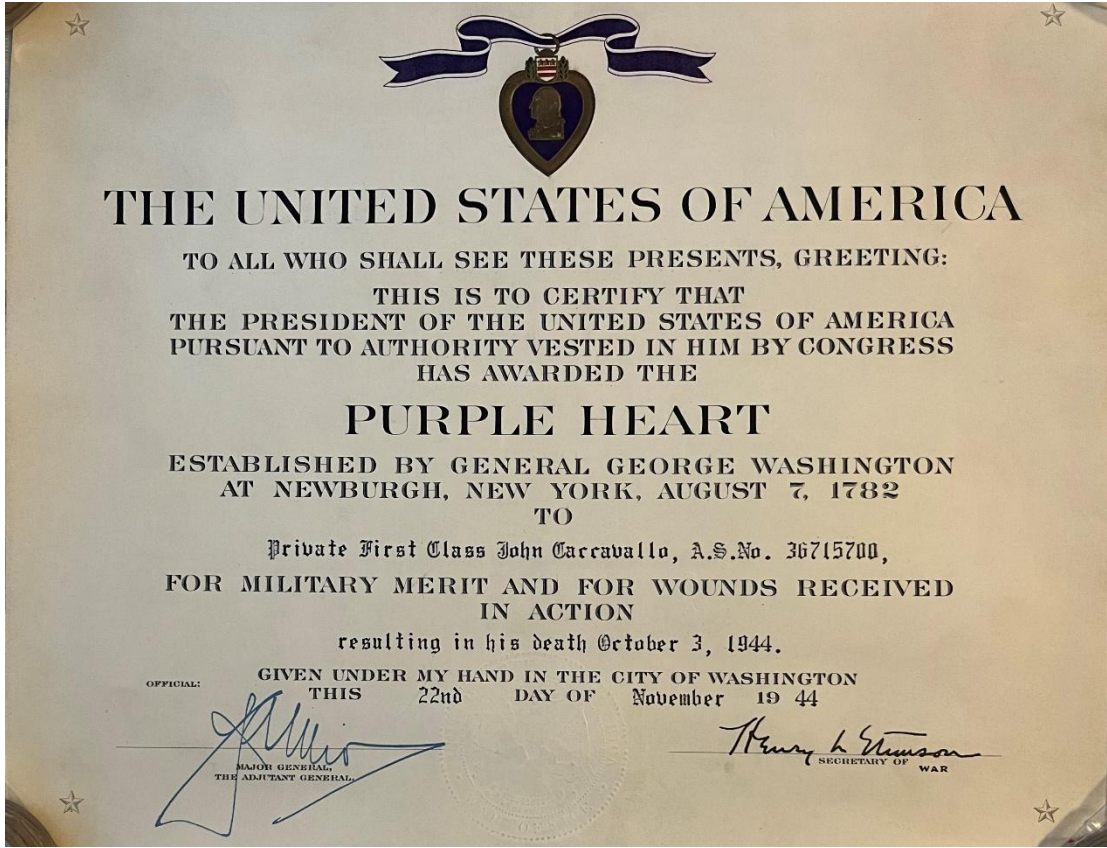 THE UNITED STATES OF AMERICA
TO ALL WHO SHALL SEE THESE PRESENTS, GREETING:
THIS IS TO CERTIFY THAT
THE PRESIDENT OF THE UNITED STATES OF AMERICA
PURSUANT TO AUTHORITY VESTED IN HIM BY CONGRESS
HAS AWARDED THE
PURPLE HEART
ESTABLISHED BY GENERAL GEORGE WASHINGTON
AT NEWBURGH, NEW YORK, AUGUST 7, 1782
TO
Private First Class John Caccavallo, A.S.No. 36715700,
FOR MILITARY MERIT AND FOR WOUNDS RECEIVED
IN ACTION
resulting in his death October 3, 1944.
GIVEN UNDER MY HAND IN THE CITY OF WASHINGTON
OFFICIAL:
THIS 22nd DAY OF November 19 44
Henry L Stimson
MAJOR GENERAL,
THE ADJUTANT GENERAL.
SECRETARY OF WAR